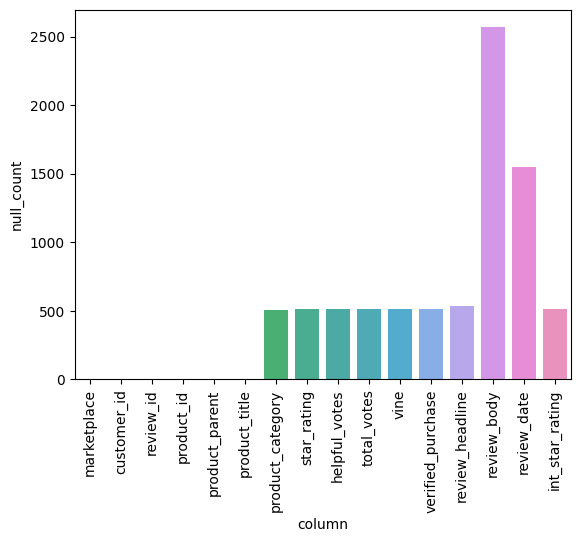 null_count
2500
2000
1500
1000
500
0
marketplace
customer_id
review_id
product_id
product_parent
product_title
product_category
star_rating
helpful_votes
total_votes
vine
verified_purchase
review_headline
review_body
review_date
int_star_rating
column